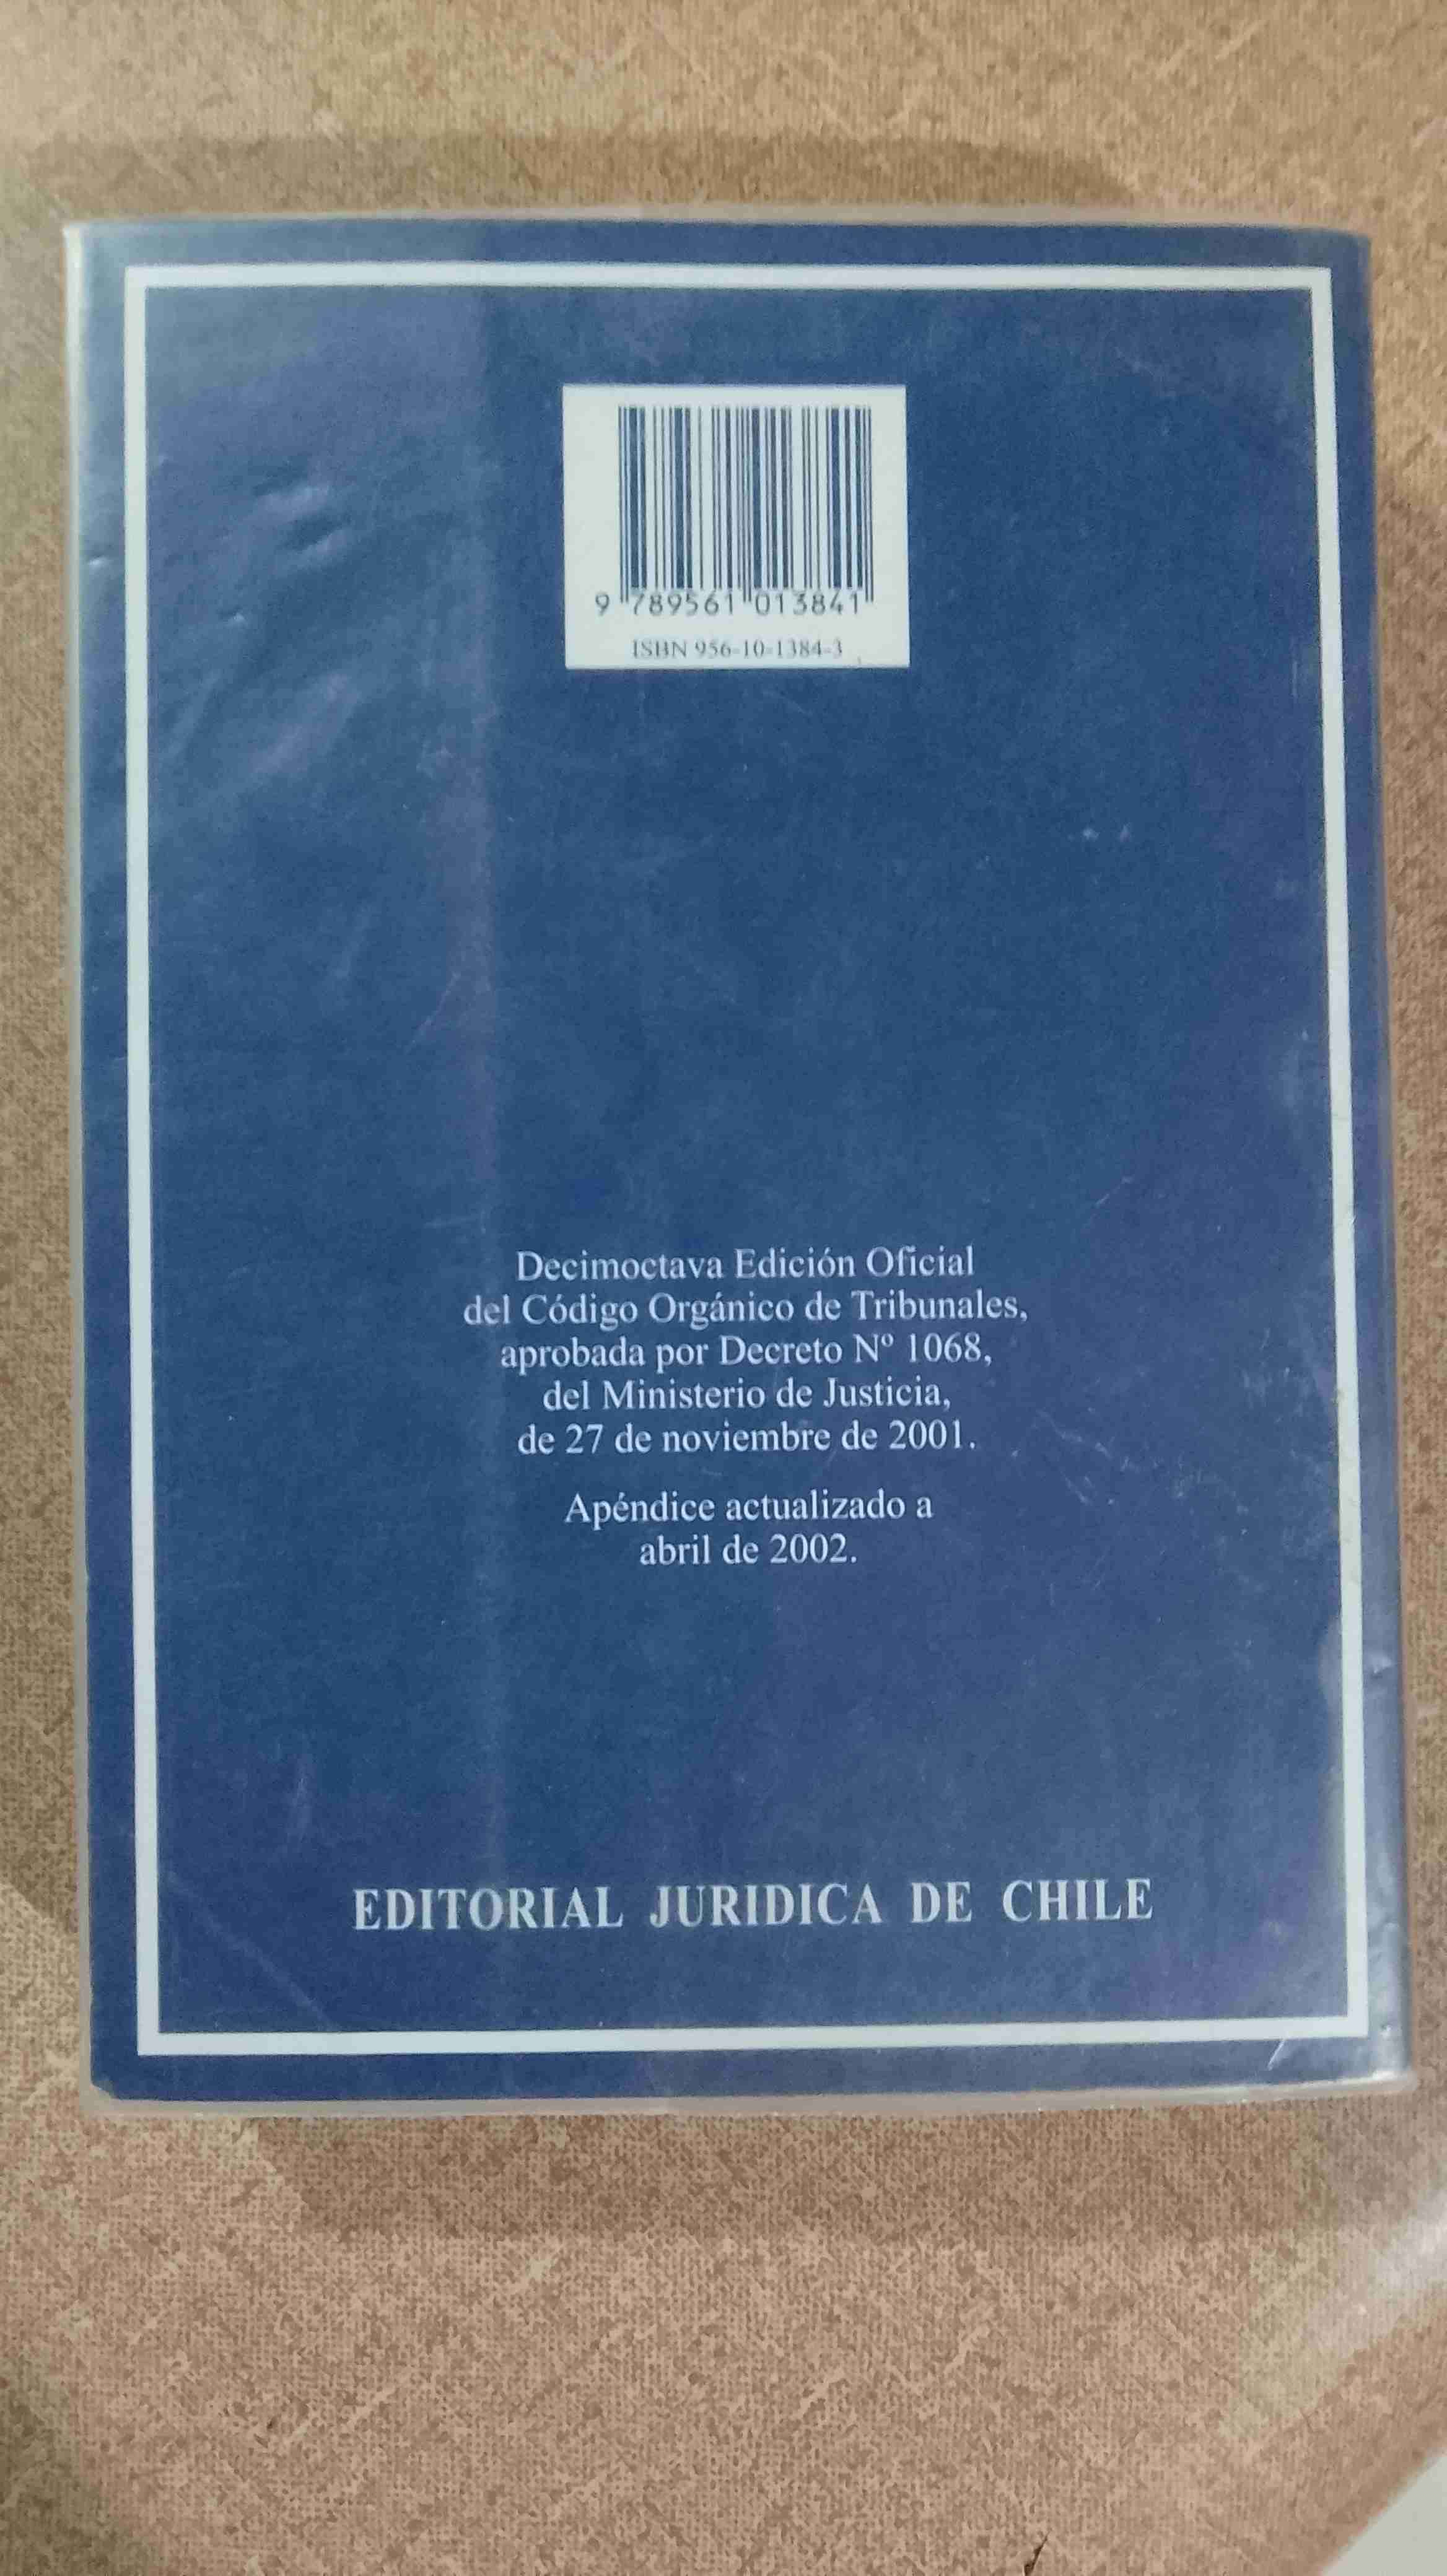 9 789561 013841
ISBN 956-10-1384-3
Decimoctava Edición Oficial
del Código Orgánico de Tribunales,
aprobada por Decreto Nº 1068,
del Ministerio de Justicia,
de 27 de noviembre de 2001.
Apéndice actualizado a
abril de 2002.
EDITORIAL JURIDICA DE CHILE